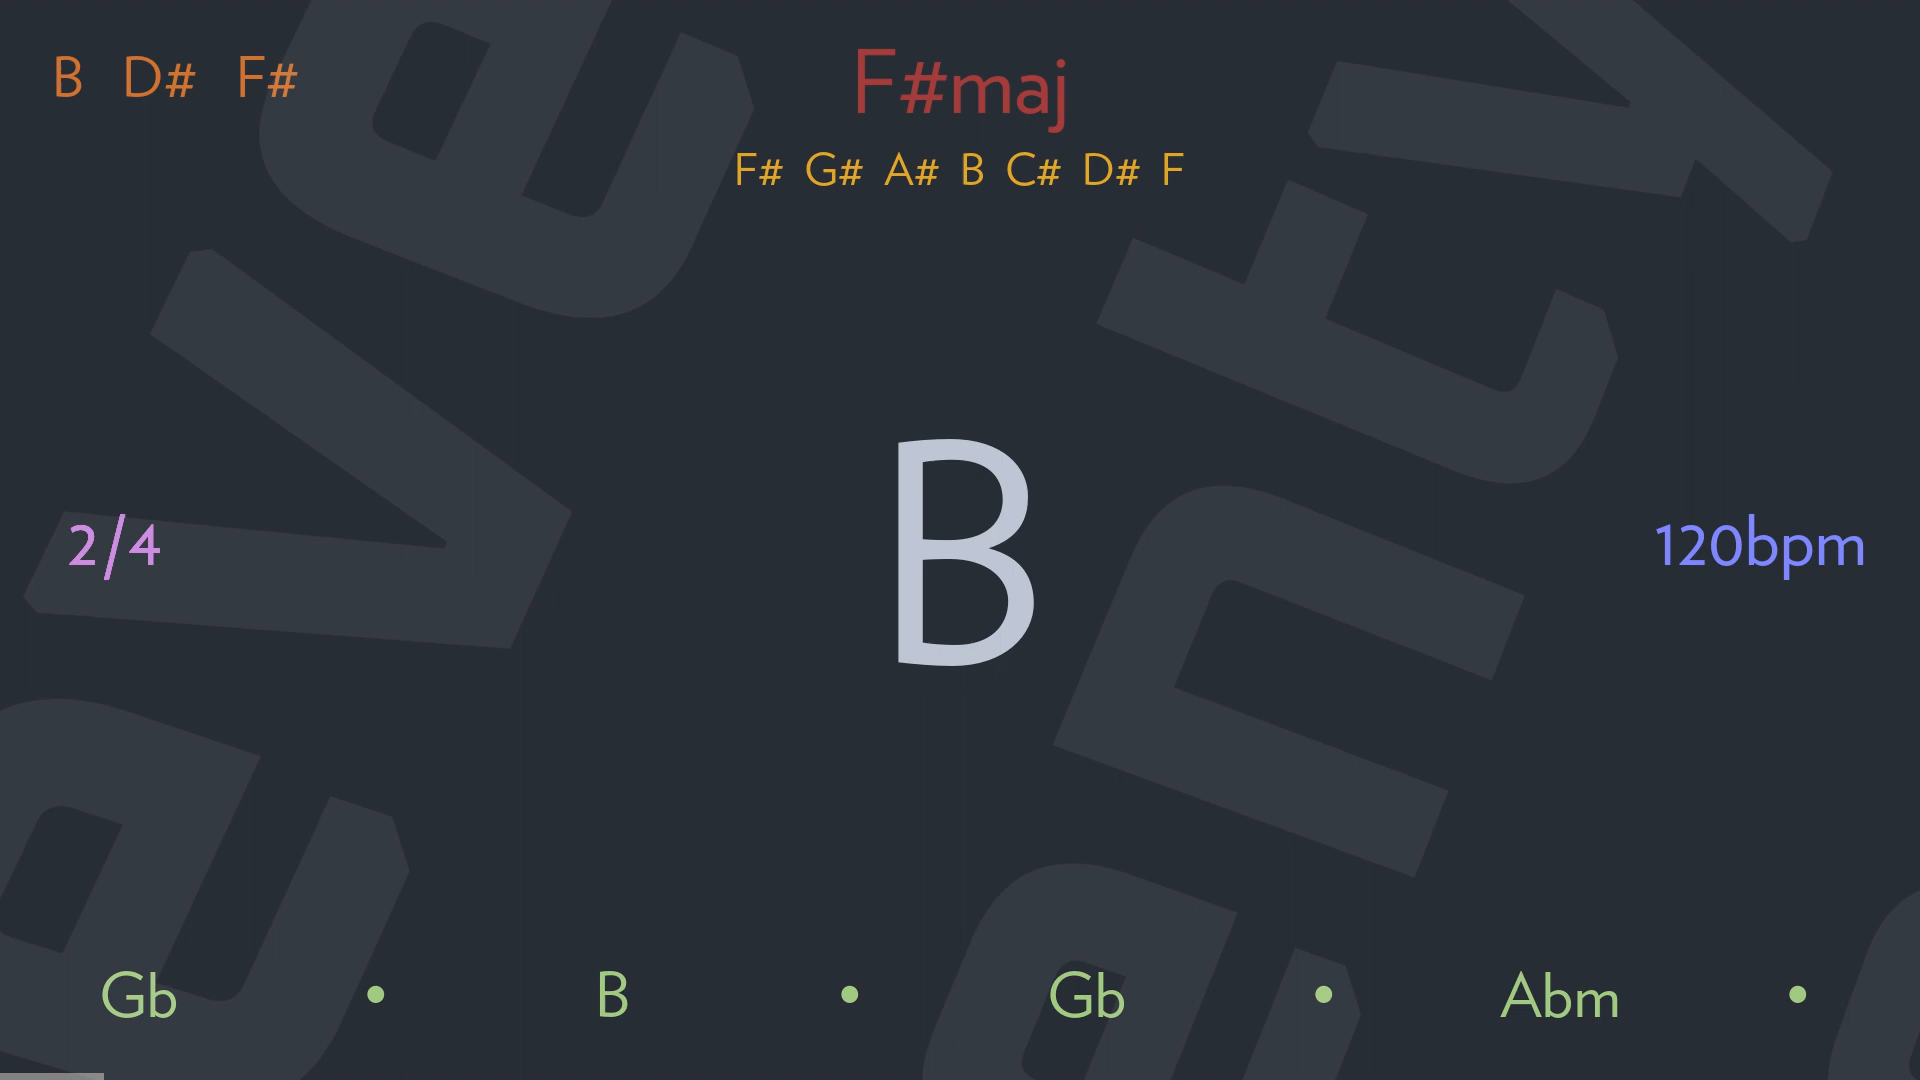 B D# F#
F#maj
F# G# A# B C# D# F
2/4
B
120bpm
Gb • B • Gb • Abm •